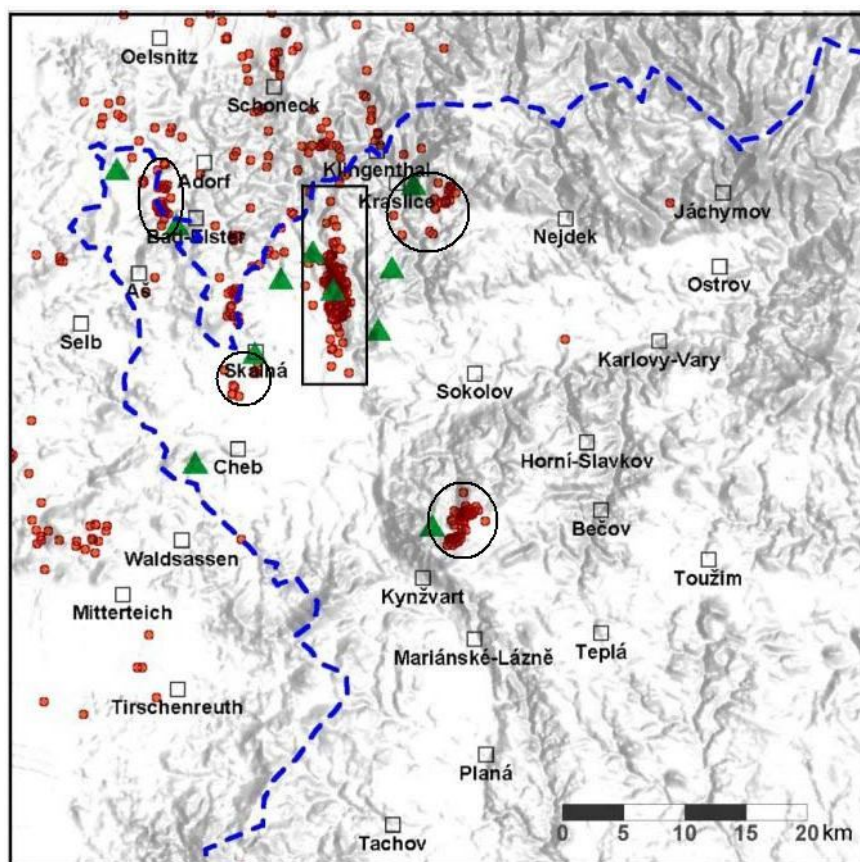 Oelsnitz
Schoneck
Klingenthal
Adorf
Kraslice
Jáchymov
Bad-Elster
Nejdek
Ostrov
Aš
Selb
Karlovy-Vary
Skalná
Sokolov
Cheb
Horní-Slavkov
Bečov
Waldsassen
Toužim
Kynžvart
Mitterteich
Teplá
Mariánské-Lázně
Tirschenreuth
Planá
Tachov
0 5 10 15 20 km